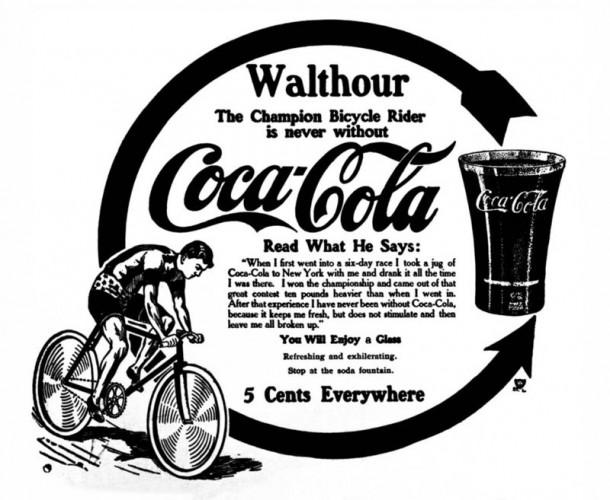 Walthour
The Champion Bicycle Rider
is never without
Coca-Cola
Coca-Cola
Read What He Says:
"When I first went into a six-day race I took a jug of
Coca-Cola to New York with me and drank it all the time
I was there. I won the championship and came out of that
great contest ten pounds heavier than when I went in.
After that experience I have never been without Coca-Cola,
because it keeps me fresh, but does not stimulate and then
leave me all broken up."
You Will Enjoy a Glass
Refreshing and exhilerating.
Stop at the soda fountain.
5 Cents Everywhere